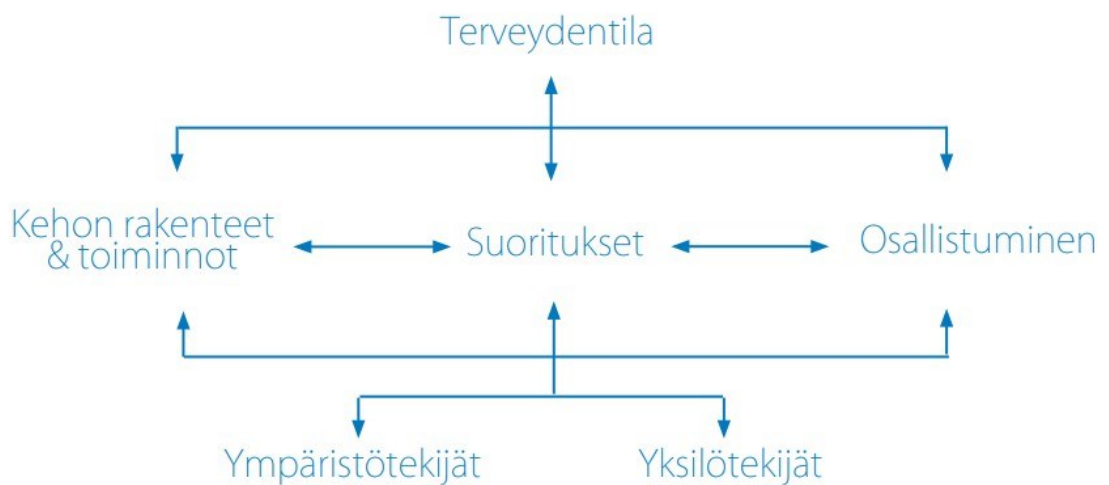 Terveydentila
Kehon rakenteet
& toiminnot
Suoritukset
Osallistuminen
Ympäristötekijät
Yksilötekijät